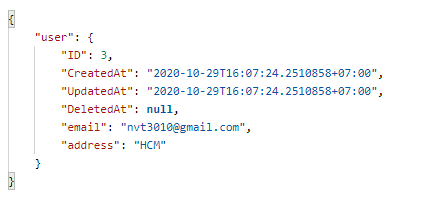 {
    "user": {
        "ID": 3,
        "CreatedAt": "2020-10-29T16:07:24.2510858+07:00",
        "UpdatedAt": "2020-10-29T16:07:24.2510858+07:00",
        "DeletedAt": null,
        "email": "nvt3010@gmail.com",
        "address": "HCM"
    }
}